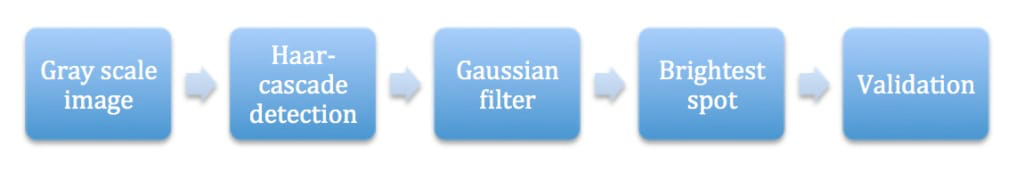 Gray scale
image
Haar-
cascade
detection
Gaussian
filter
Brightest
spot
Validation